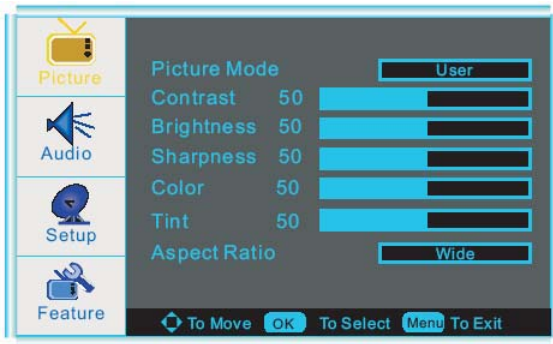 Picture
Audio
Setup
Feature
Picture Mode User
Contrast 50
Brightness 50
Sharpness 50
Color 50
Tint 50
Aspect Ratio Wide
To Move OK To Select Menu To Exit